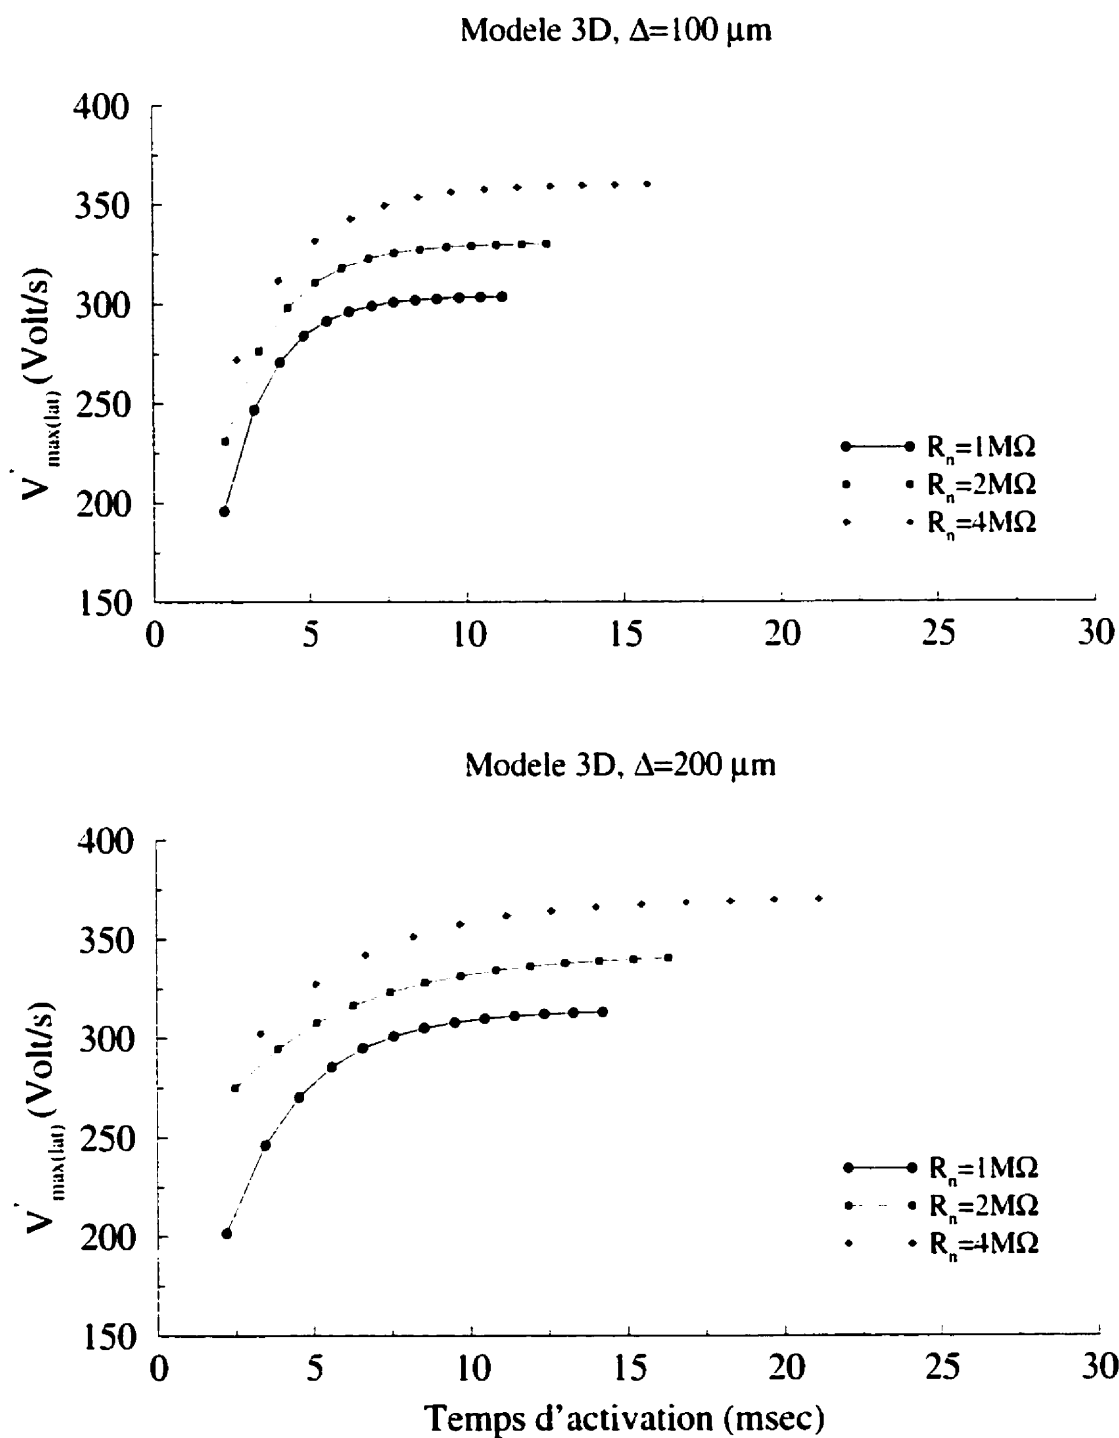 Modele 3D, Δ=100 µm
400
350
300
250
200
150
V̇max(lat) (Volt/s)
Rn=1MΩ
Rn=2MΩ
Rn=4MΩ
0 5 10 15 20 25 30
Modele 3D, Δ=200 µm
400
350
300
250
200
150
V̇max(lat) (Volt/s)
Rn=1MΩ
Rn=2MΩ
Rn=4MΩ
0 5 10 15 20 25 30
Temps d'activation (msec)